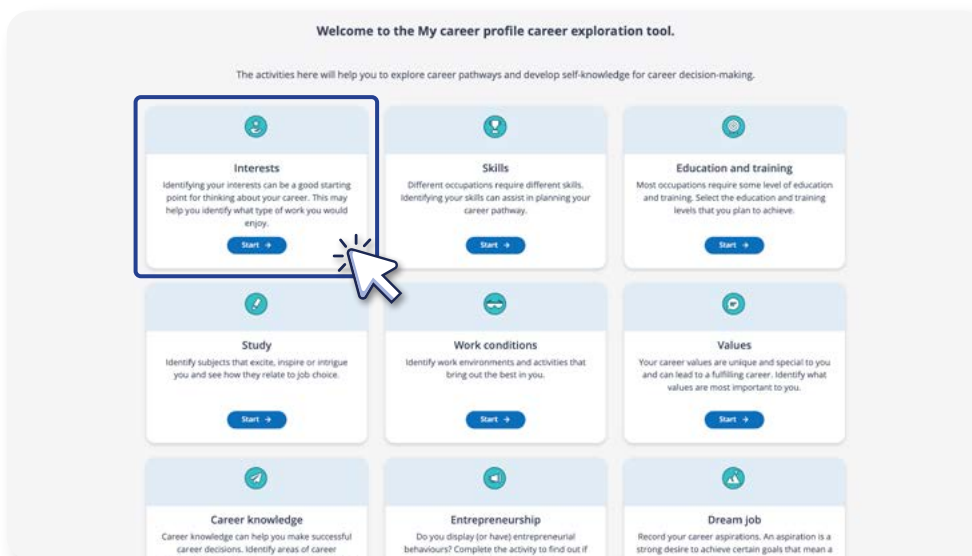 Welcome to the My career profile career exploration tool.
The activities here will help you to explore career pathways and develop self-knowledge for career decision-making.
Interests
Identifying your interests can be a good starting
point for thinking about your career. This may
help you identify what type of work you would
enjoy.
Start →
Skills
Different occupations require different skills.
Identifying your skills can assist in planning your
career pathway.
Start →
Education and training
Most occupations require some level of education
and training. Select the education and training
levels that you plan to achieve.
Start →
Study
Identify subjects that excite, inspire or intrigue
you and see how they relate to job choice.
Start →
Work conditions
Identify work environments and activities that
bring out the best in you.
Start →
Values
Your career values are unique and special to you
and can lead to a fulfilling career. Identify what
values are most important to you.
Start →
Career knowledge
Career knowledge can help you make successful
career decisions. Identify areas of career
Entrepreneurship
Do you display (or have) entrepreneurial
behaviours? Complete the activity to find out if
Dream job
Record your career aspirations. An aspiration is a
strong desire to achieve certain goals that mean a